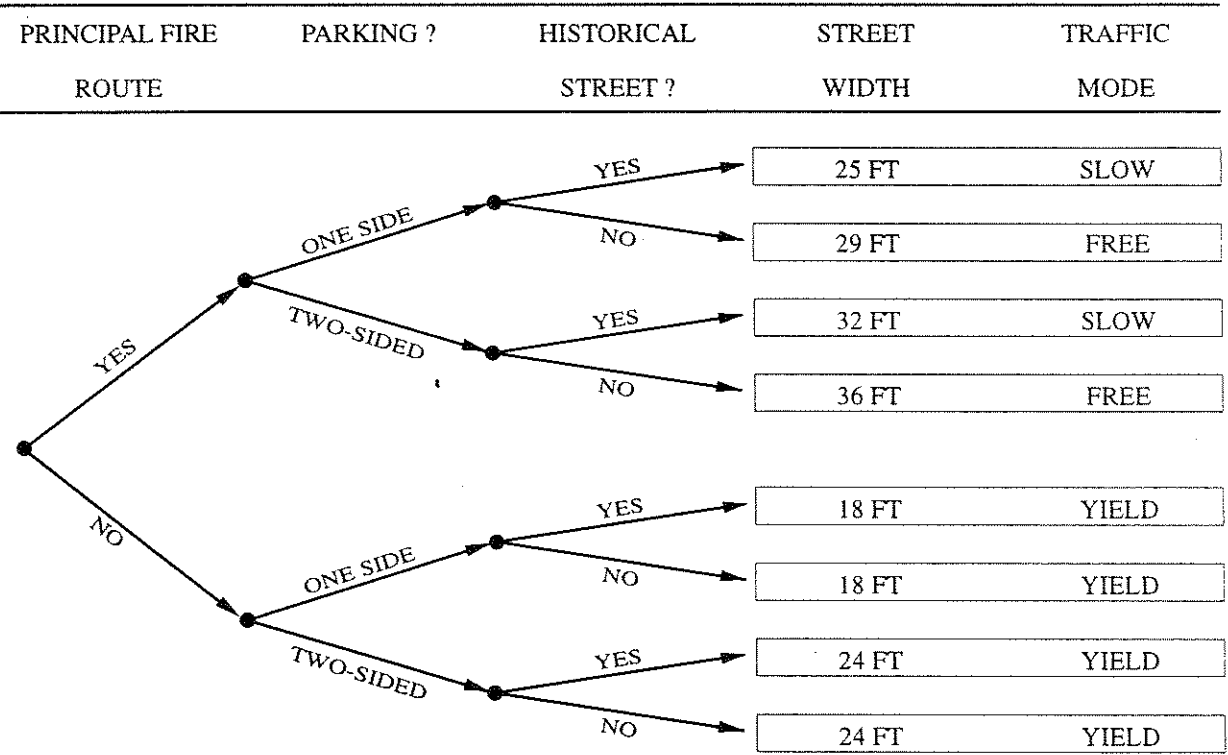 PRINCIPAL FIRE PARKING ? HISTORICAL STREET TRAFFIC
ROUTE STREET ? WIDTH MODE
YES 25 FT SLOW
ONE SIDE
NO 29 FT FREE
YES
TWO-SIDED
YES 32 FT SLOW
NO 36 FT FREE
NO
YES 18 FT YIELD
ONE SIDE
NO 18 FT YIELD
TWO-SIDED
YES 24 FT YIELD
NO 24 FT YIELD